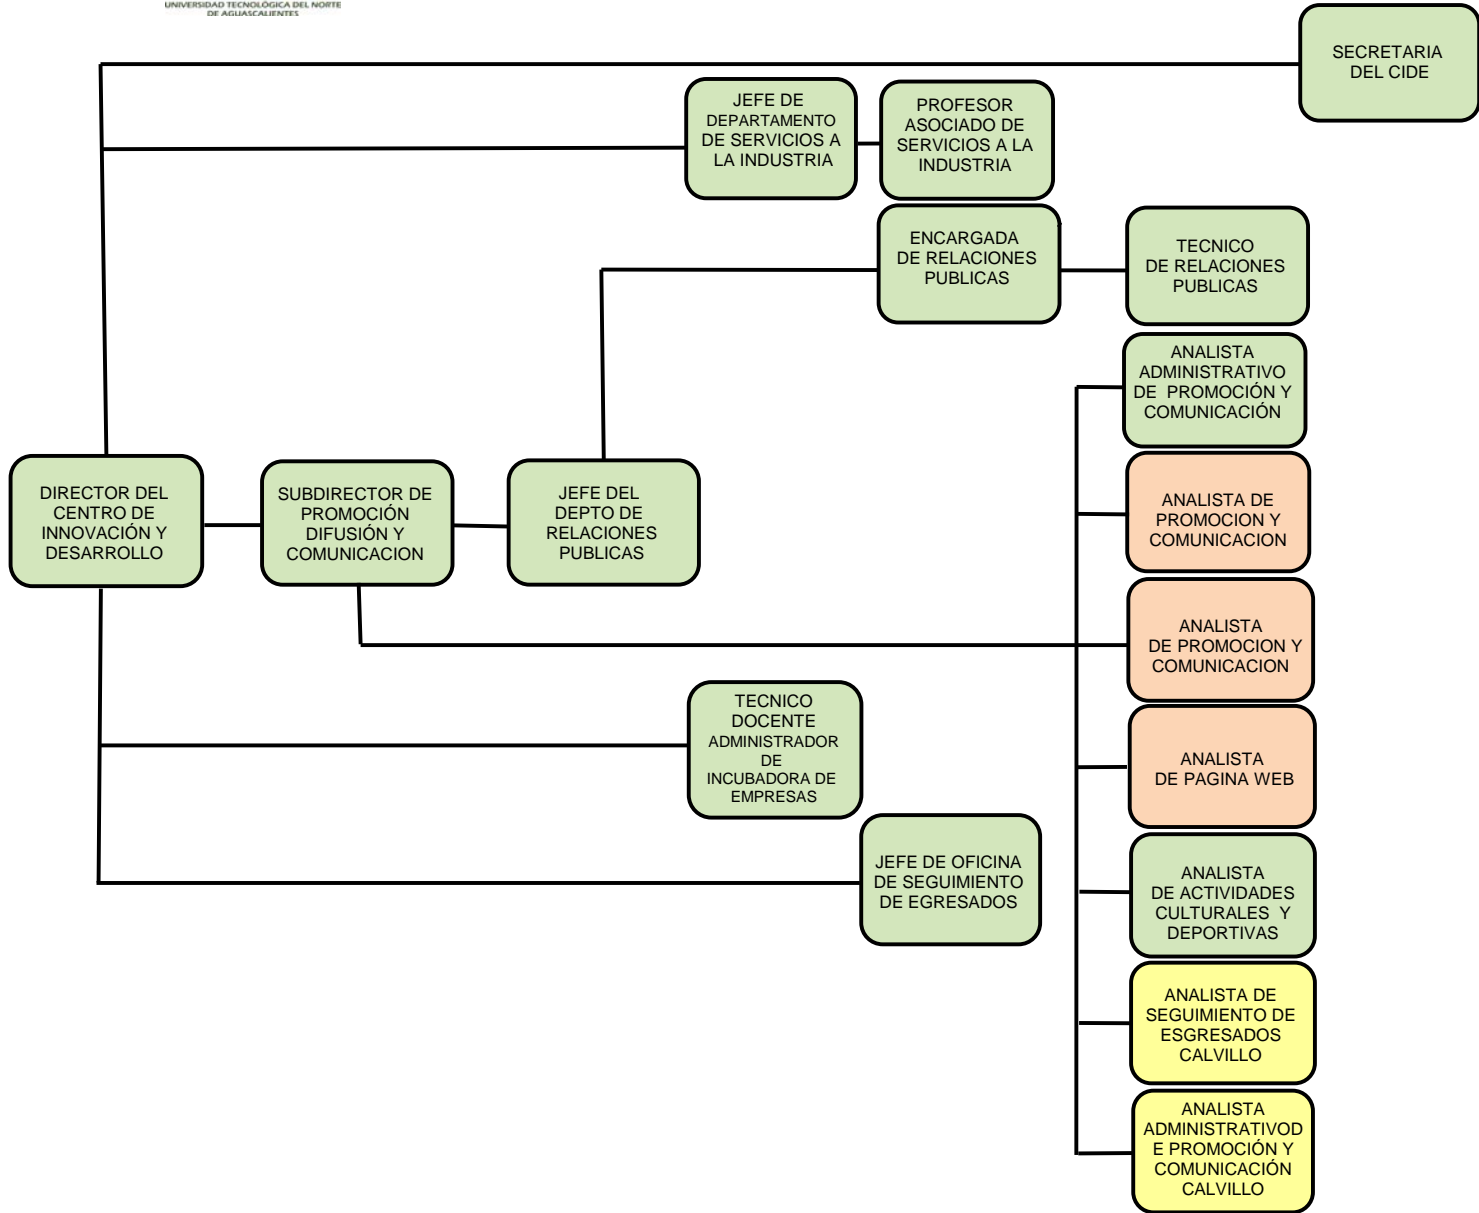 UNIVERSIDAD TECNOLÓGICA DEL NORTE
DE AGUASCALIENTES
SECRETARIA
DEL CIDE
JEFE DE
DEPARTAMENTO
DE SERVICIOS A
LA INDUSTRIA
PROFESOR
ASOCIADO DE
SERVICIOS A LA
INDUSTRIA
ENCARGADA
DE RELACIONES
PUBLICAS
TECNICO
DE RELACIONES
PUBLICAS
ANALISTA
ADMINISTRATIVO
DE PROMOCIÓN Y
COMUNICACIÓN
DIRECTOR DEL
CENTRO DE
INNOVACIÓN Y
DESARROLLO
SUBDIRECTOR DE
PROMOCIÓN
DIFUSIÓN Y
COMUNICACION
JEFE DEL
DEPTO DE
RELACIONES
PUBLICAS
ANALISTA DE
PROMOCION Y
COMUNICACION
ANALISTA
DE PROMOCION Y
COMUNICACION
TECNICO
DOCENTE
ADMINISTRADOR
DE
INCUBADORA DE
EMPRESAS
ANALISTA
DE PAGINA WEB
JEFE DE OFICINA
DE SEGUIMIENTO
DE EGRESADOS
ANALISTA
DE ACTIVIDADES
CULTURALES Y
DEPORTIVAS
ANALISTA DE
SEGUIMIENTO DE
ESGRESADOS
CALVILLO
ANALISTA
ADMINISTRATIVOD
E PROMOCIÓN Y
COMUNICACIÓN
CALVILLO